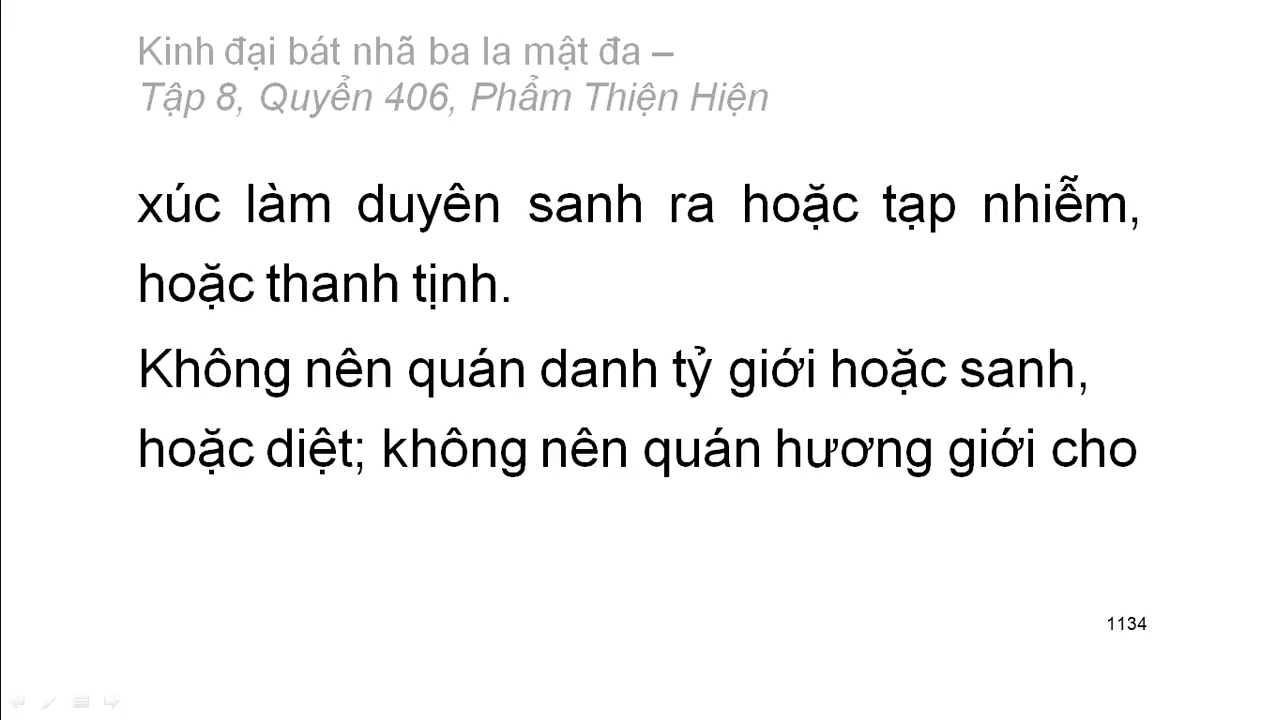 Kinh đại bát nhã ba la mật đa –
Tập 8, Quyển 406, Phẩm Thiện Hiện
xúc làm duyên sanh ra hoặc tạp nhiễm,
hoặc thanh tịnh.
Không nên quán danh tỷ giới hoặc sanh,
hoặc diệt; không nên quán hương giới cho
1134